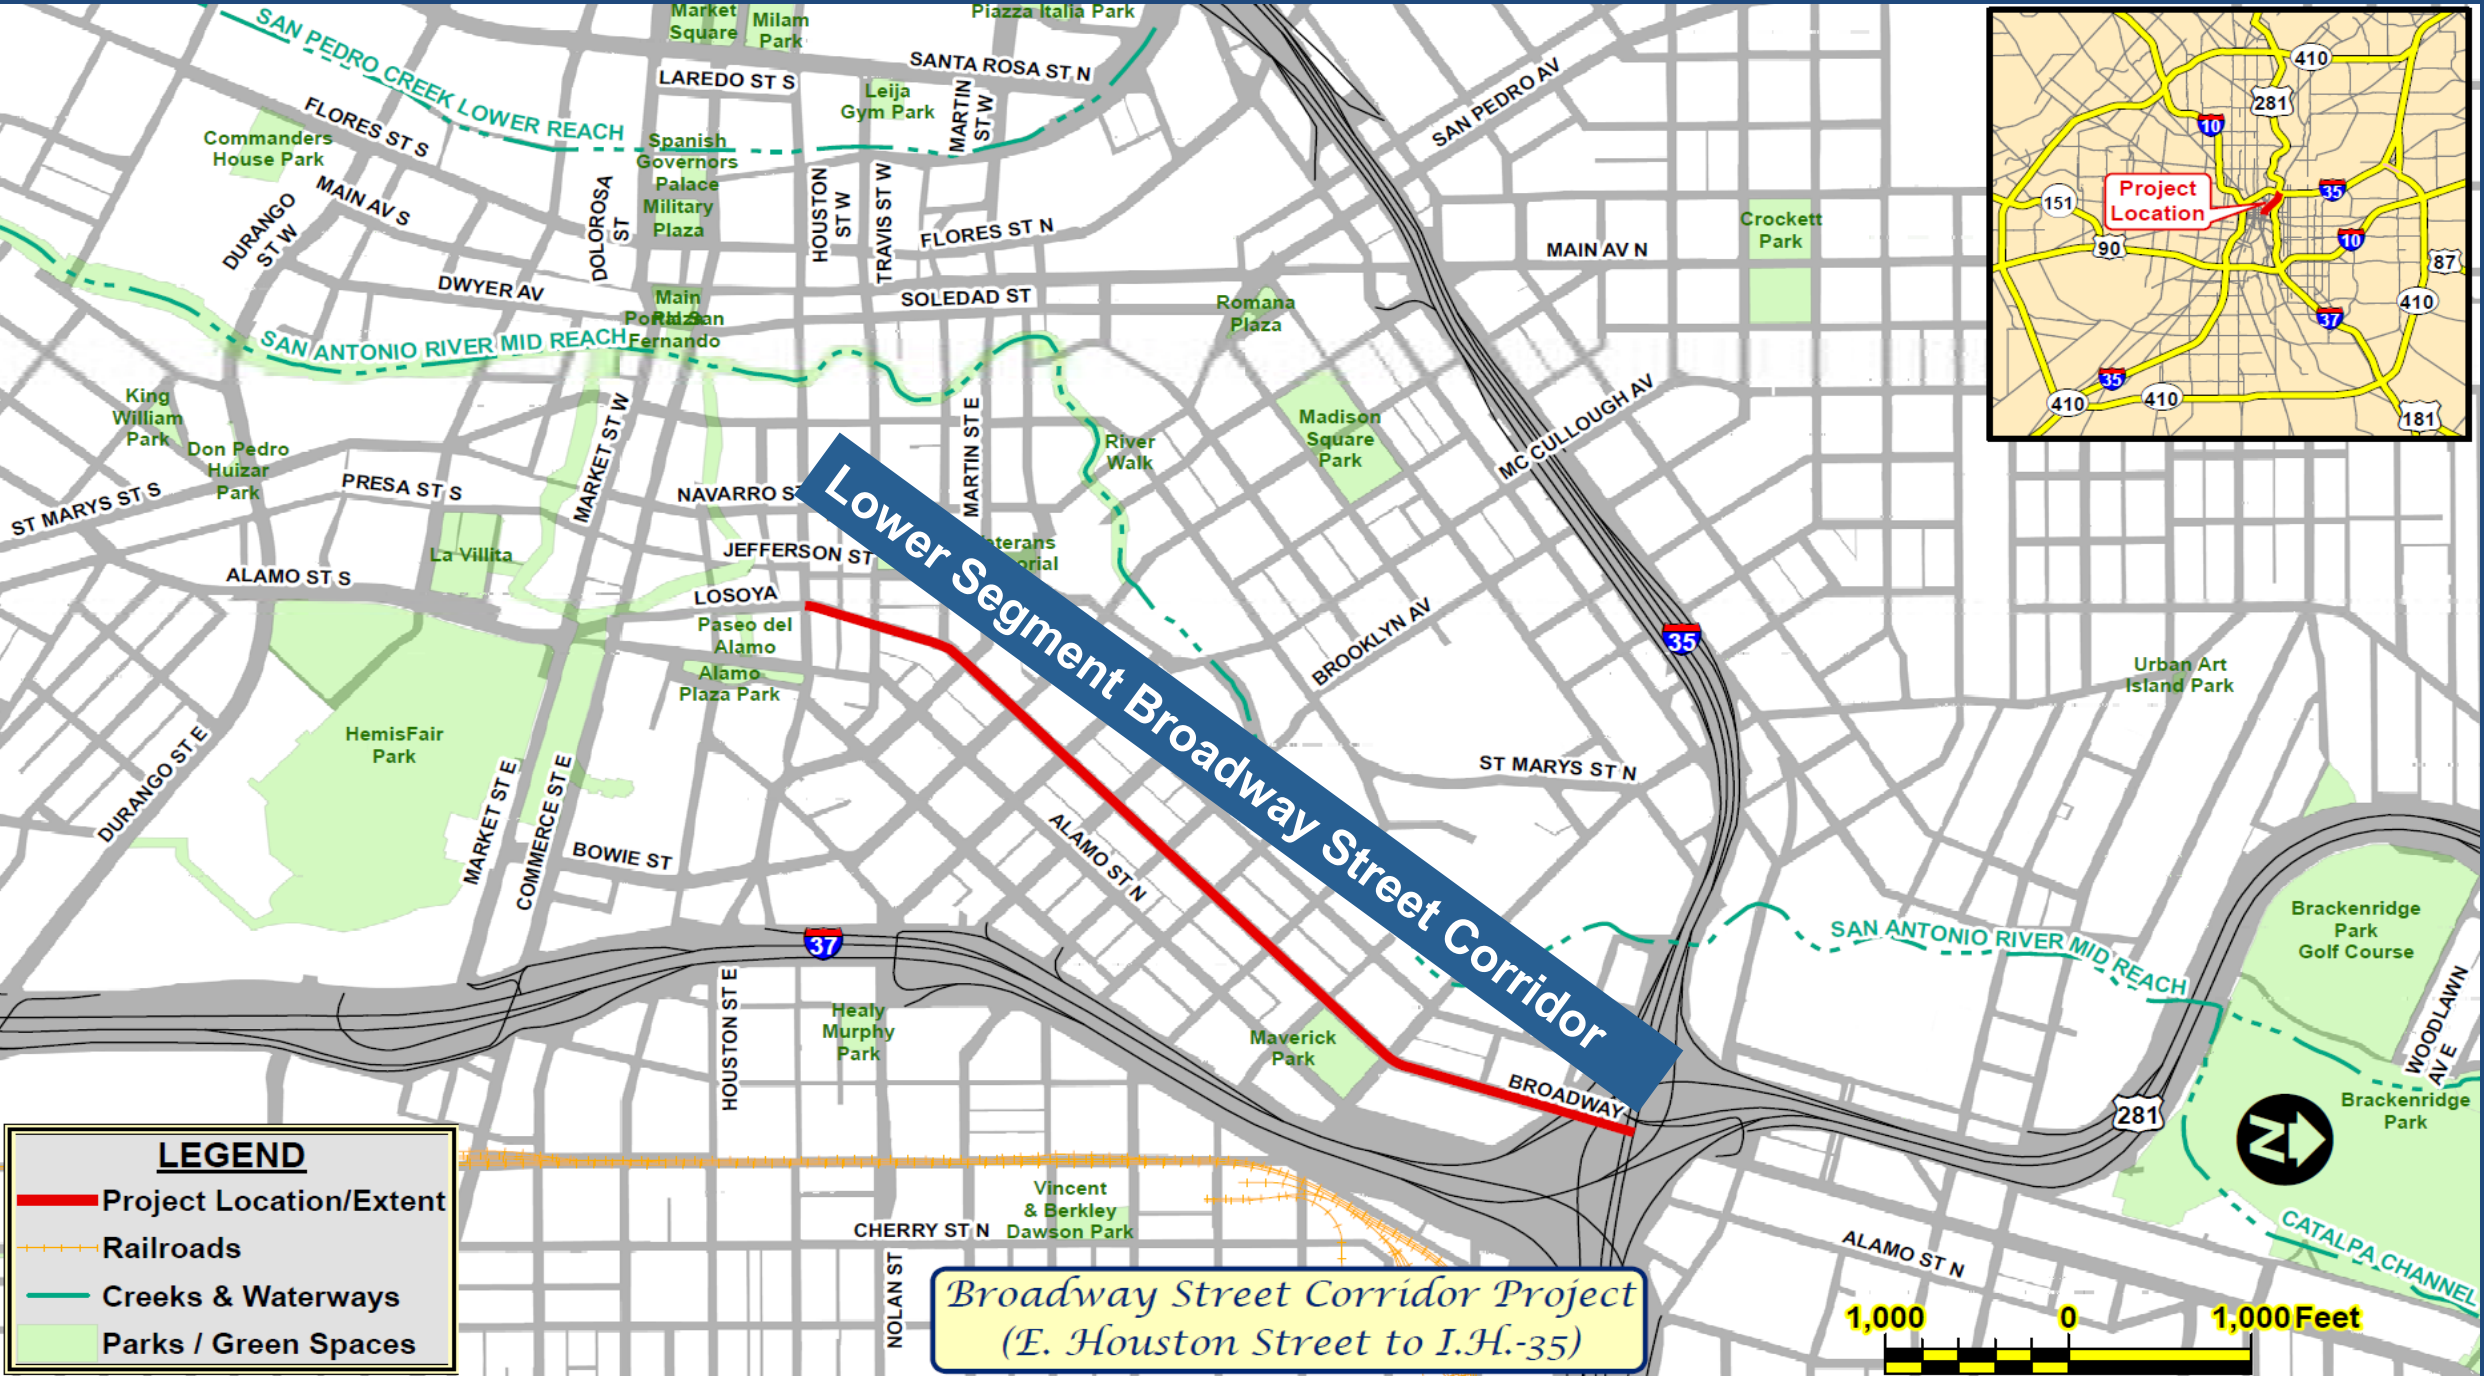 Market
Square
Milam
Park
Piazza Italia Park
SAN PEDRO CREEK LOWER REACH
LAREDO ST S
SANTA ROSA ST N
Leija
Gym Park
MARTIN
ST W
SAN PEDRO AV
FLORES ST S
Commanders
House Park
Spanish
Governors
Palace
Military
Plaza
MAIN AV S
DURANGO
ST W
DOLOROSA
ST
HOUSTON
ST W
TRAVIS ST W
FLORES ST N
MAIN AV N
Crockett
Park
DWYER AV
Main
Fernando
SOLEDAD ST
Romana
Plaza
SAN ANTONIO RIVER MID REACH
King
William
Park
Don Pedro
Huizar
Park
MARKET ST W
MARTIN ST E
River
Walk
Madison
Square
Park
MC CULLOUGH AV
ST MARYS ST S
PRESA ST S
NAVARRO
La Villita
JEFFERSON ST
ALAMO ST S
LOSOYA
Paseo del
Alamo
Alamo
Plaza Park
BROOKLYN AV
35
Urban Art
Island Park
HemisFair
Park
DURANGO ST E
MARKET ST E
COMMERCE ST E
BOWIE ST
ST MARYS ST N
ALAMO ST N
Lower Segment Broadway Street Corridor
37
HOUSTON ST E
Healy
Murphy
Park
Maverick
Park
BROADWAY
SAN ANTONIO RIVER MID REACH
Brackenridge
Park
Golf Course
WOODLAWN
AV E
Brackenridge
Park
281
N
CATALPA CHANNEL
ALAMO ST N
Vincent
& Berkley
Dawson Park
CHERRY ST N
NOLAN ST
410
281
10
35
Project
Location
151
90
10
87
410
37
35
410
410
181
LEGEND
Project Location/Extent
Railroads
Creeks & Waterways
Parks / Green Spaces
Broadway Street Corridor Project
(E. Houston Street to I.H.-35)
1,000 0 1,000 Feet